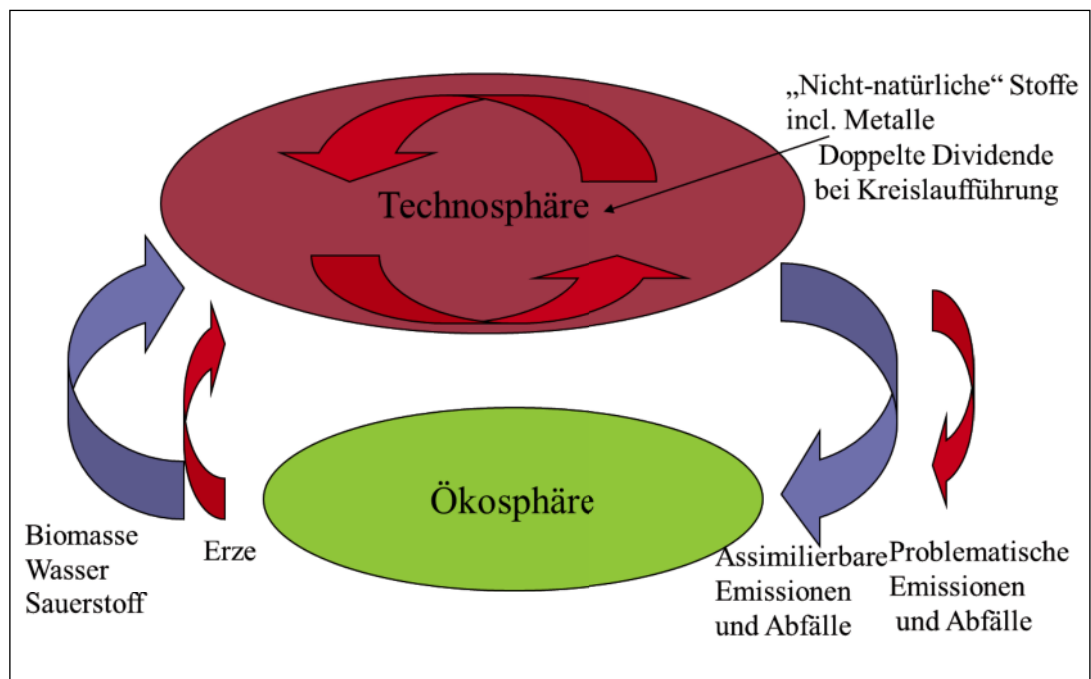 „Nicht-natürliche“ Stoffe
incl. Metalle
Doppelte Dividende
bei Kreislaufführung
Technosphäre
Ökosphäre
Biomasse
Wasser
Sauerstoff
Erze
Assimilierbare
Emissionen
und Abfälle
Problematische
Emissionen
und Abfälle